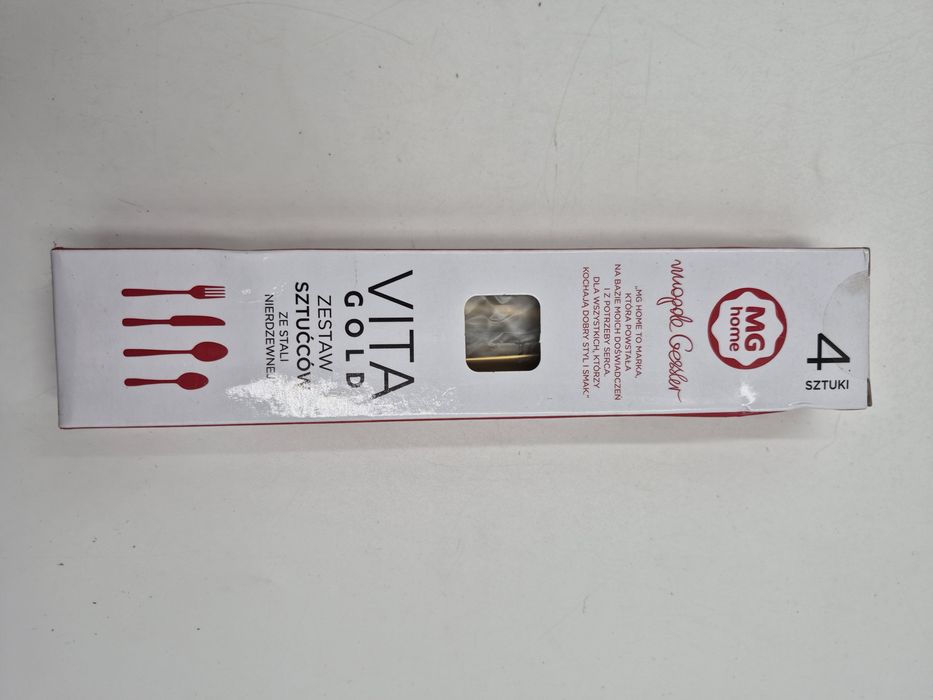 4
SZTUKI
MG
home
Magda Gessler
„MG HOME TO MARKA,
KTÓRA POWSTAŁA
NA BAZIE MOICH DOŚWIADCZEŃ
I Z POTRZEBY SERCA.
DLA WSZYSTKICH, KTÓRZY
KOCHAJĄ DOBRY STYL I SMAK."
VITA
GOLD
ZESTAW
SZTUĆCÓW
ZE STALI
NIERDZEWNEJ